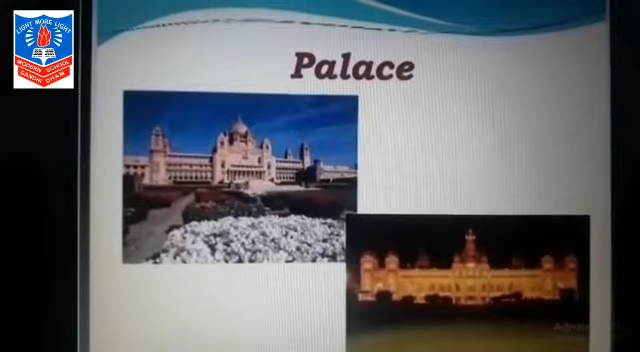 LIGHT MORE LIGHT
MODERN SCHOOL
GANDHI DHAM
Palace